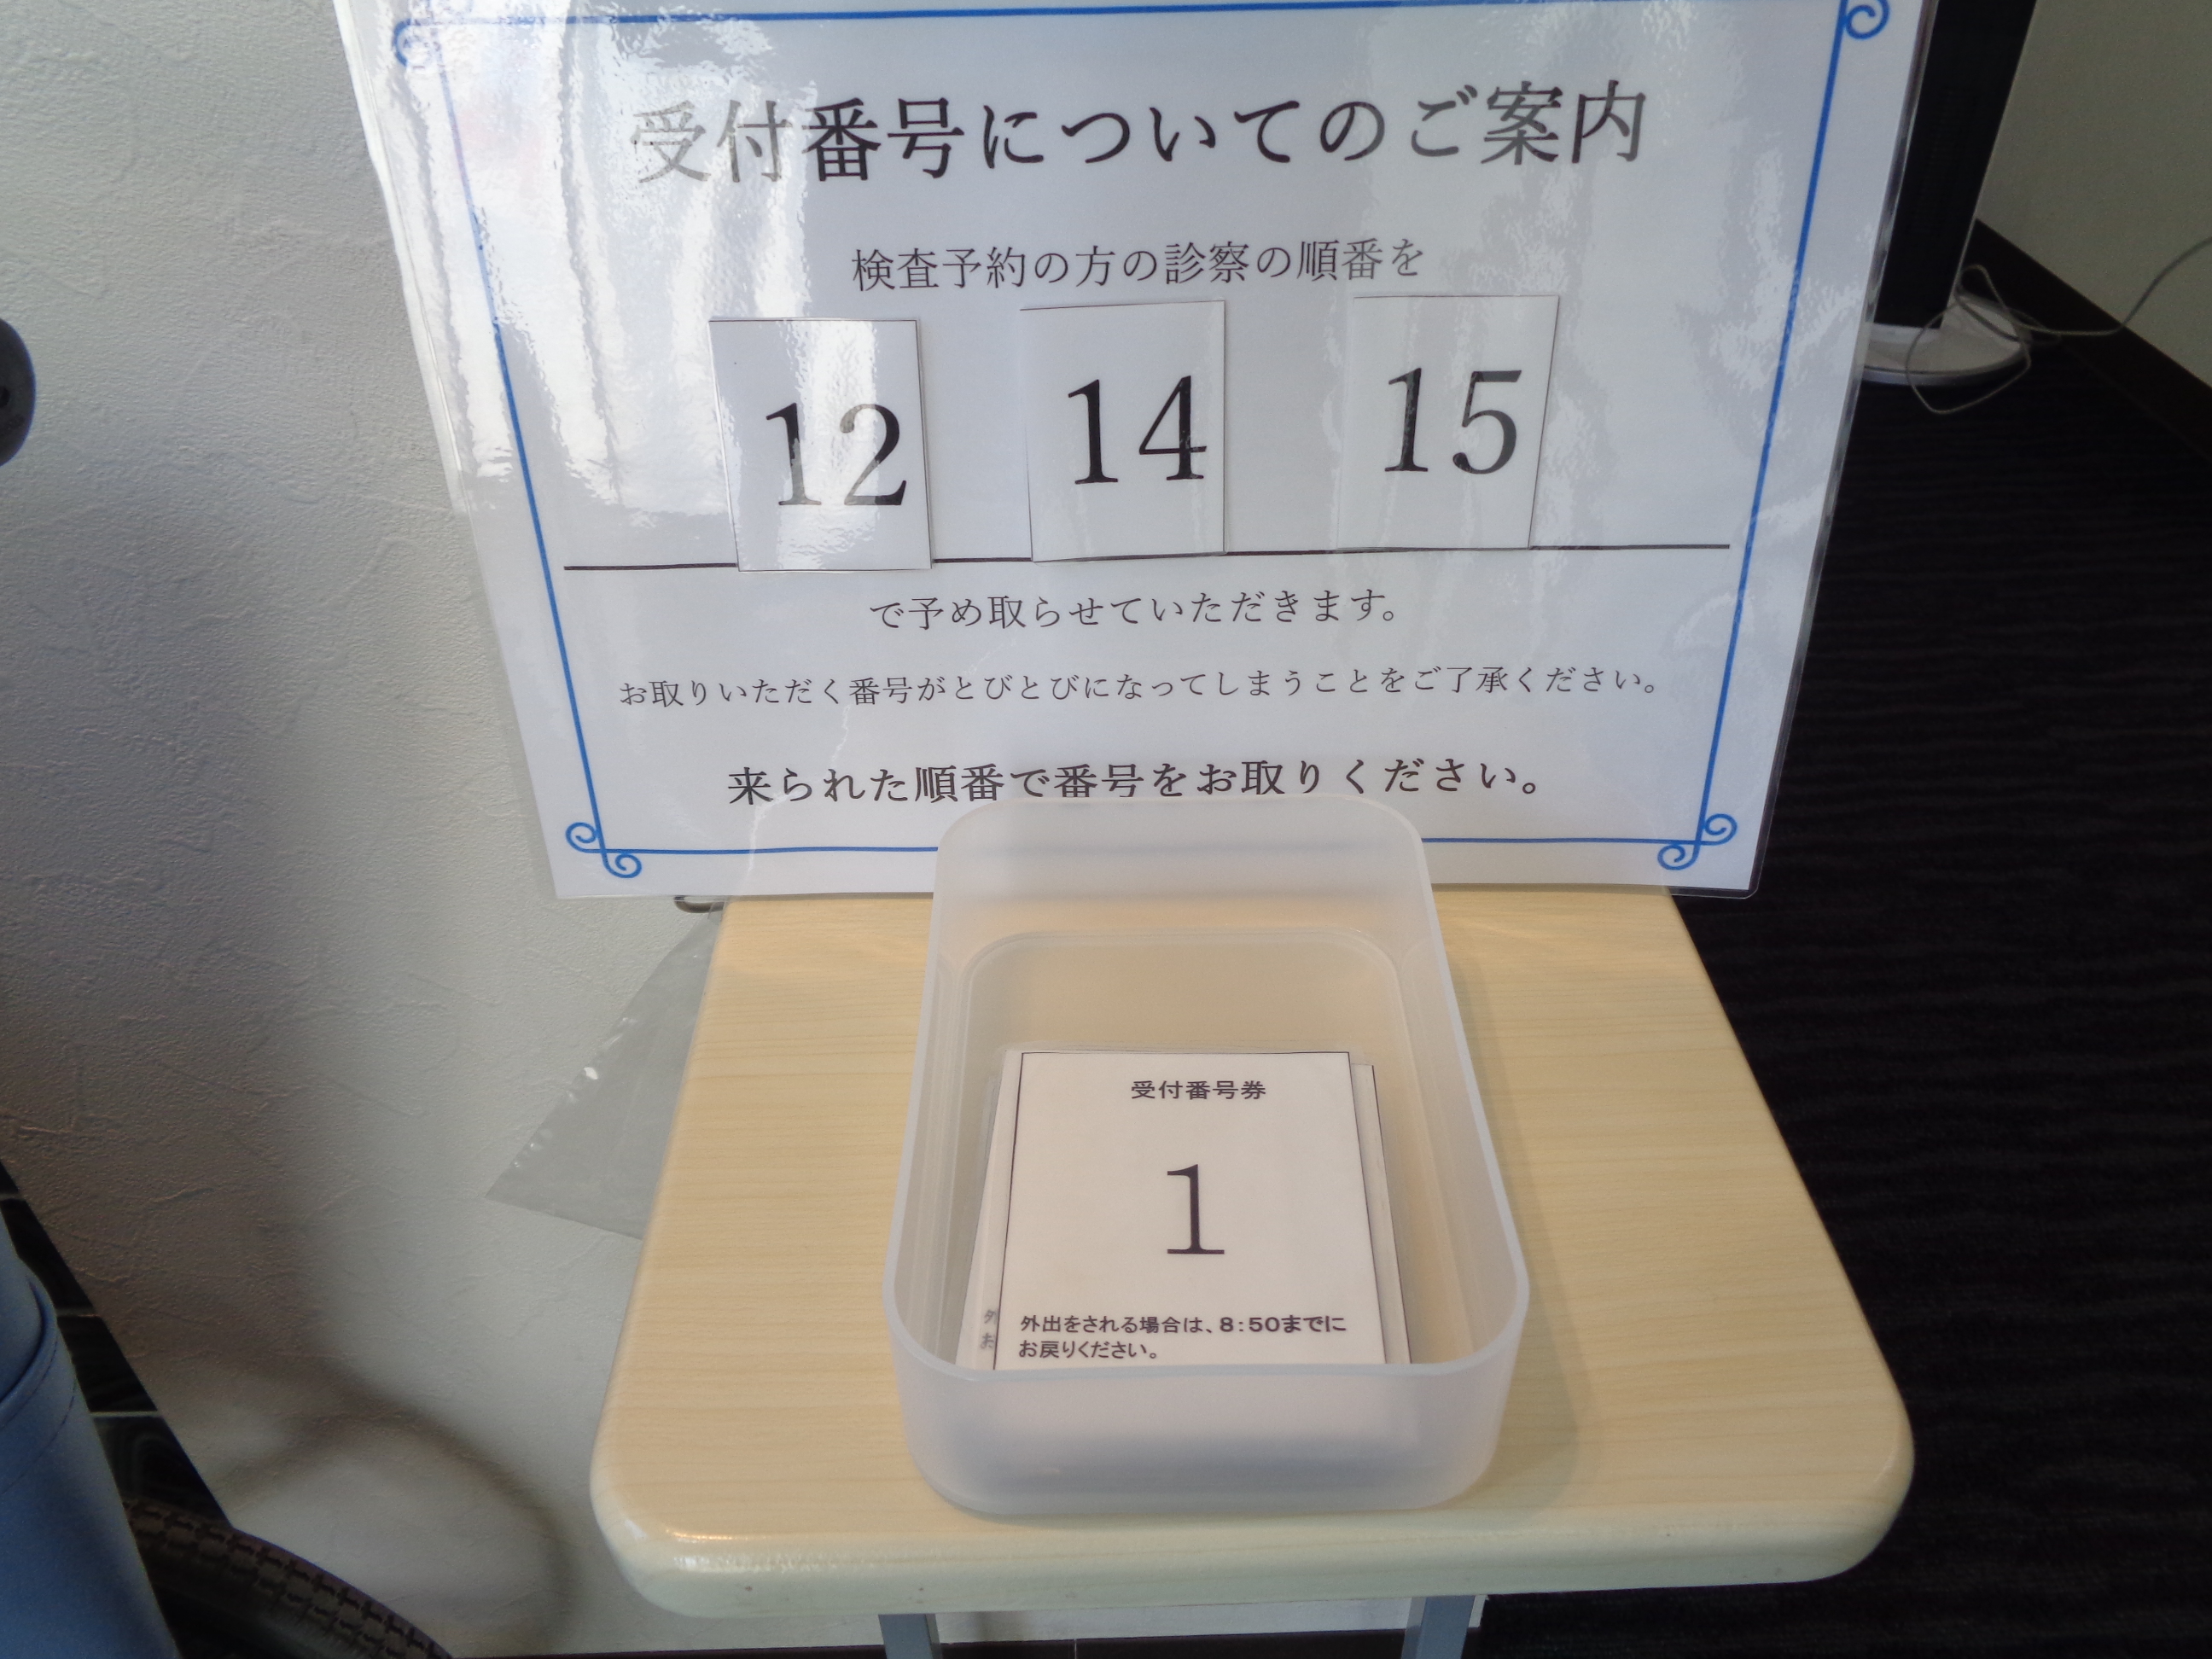 受付番号についてのご案内
検査予約の方の診察の順番を
12 14 15
で予め取らせていただきます。
お取りいただく番号がとびとびになってしまうことをご了承ください。
来られた順番で番号をお取りください。
受付番号券
1
外出をされる場合は、8:50までに
お戻りください。
外
お